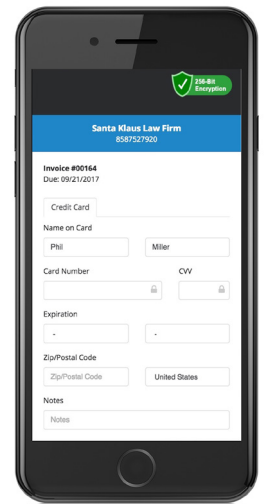 256-Bit
Encryption
Santa Klaus Law Firm
8587527920
Invoice #00164
Due: 09/21/2017
Credit Card
Name on Card
Phil Miller
Card Number CVV
Expiration
- -
Zip/Postal Code
Zip/Postal Code United States
Notes
Notes